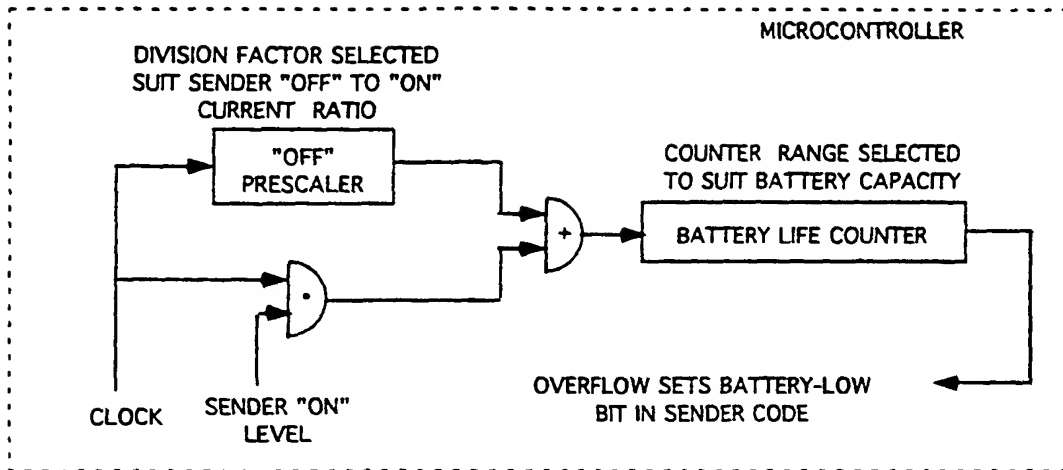 MICROCONTROLLER
DIVISION FACTOR SELECTED
SUIT SENDER "OFF" TO "ON"
CURRENT RATIO
"OFF"
PRESCALER
COUNTER RANGE SELECTED
TO SUIT BATTERY CAPACITY
+
BATTERY LIFE COUNTER
•
CLOCK
SENDER "ON"
LEVEL
OVERFLOW SETS BATTERY-LOW
BIT IN SENDER CODE